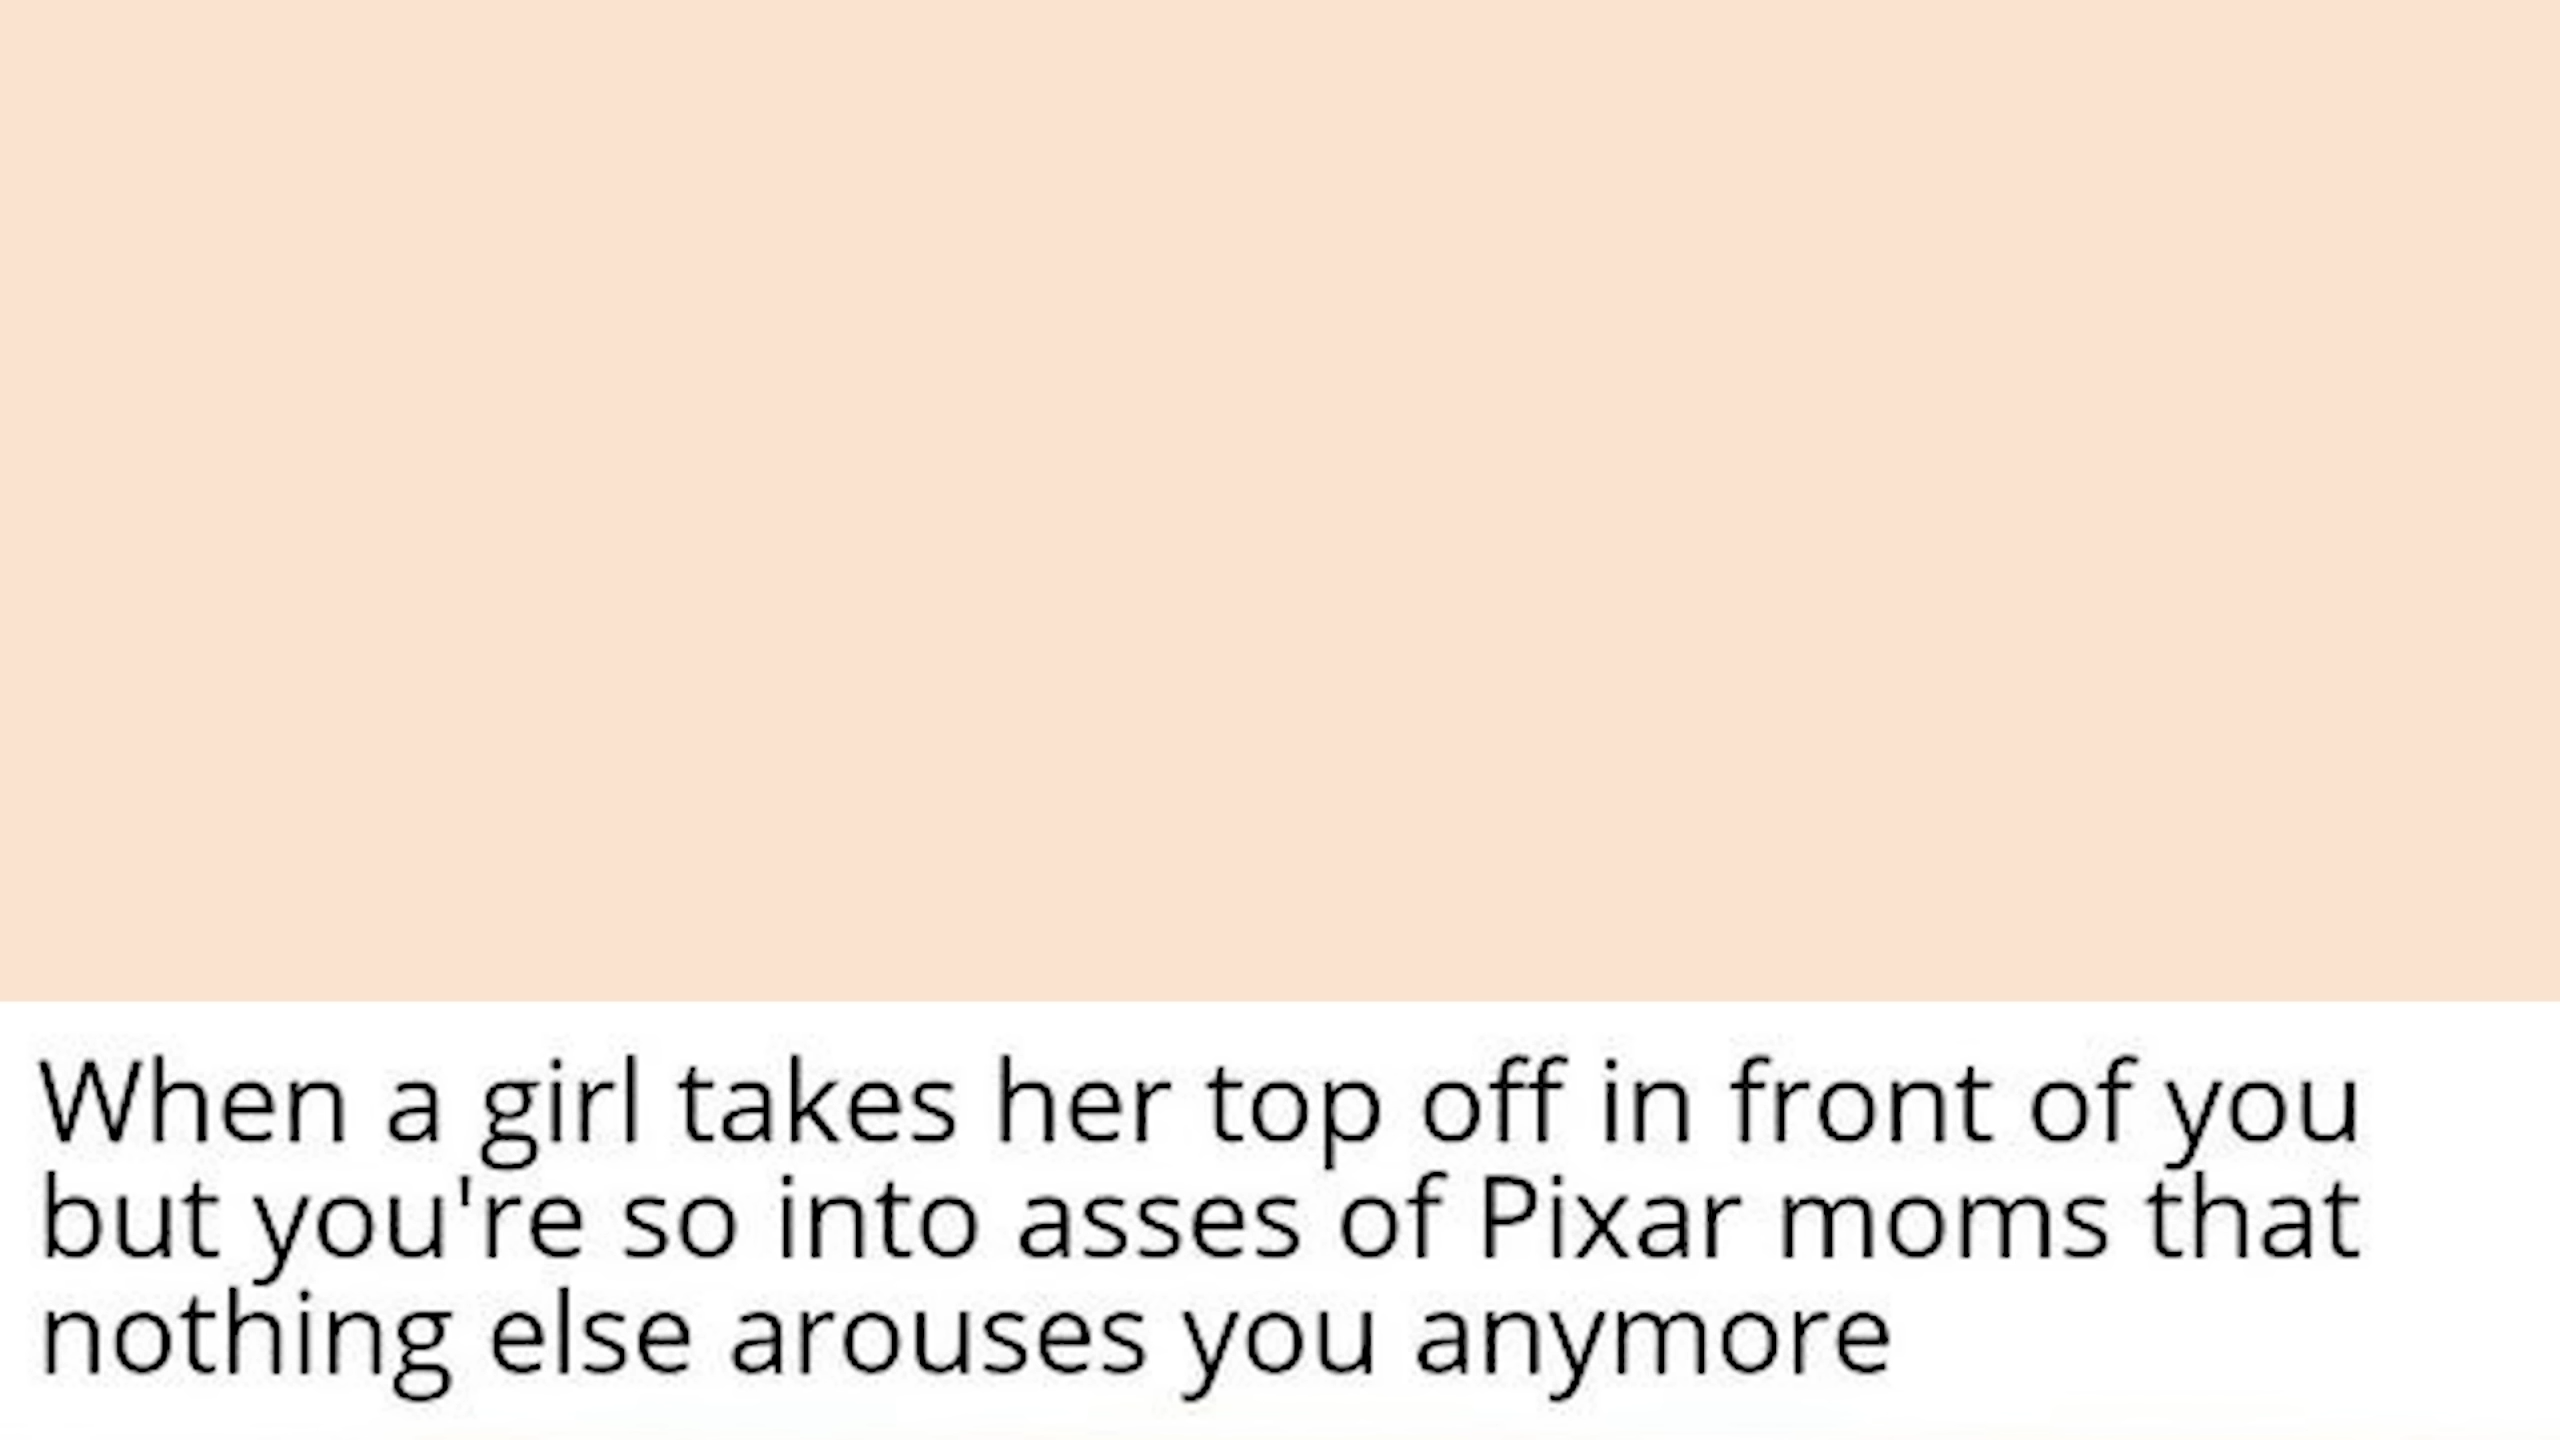 When a girl takes her top off in front of you
but you're so into asses of Pixar moms that
nothing else arouses you anymore